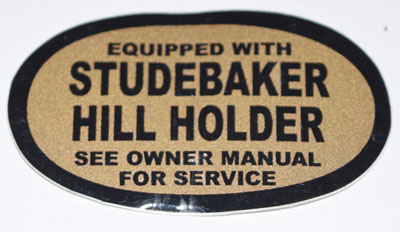 EQUIPPED WITH
STUDEBAKER
HILL HOLDER
SEE OWNER MANUAL
FOR SERVICE